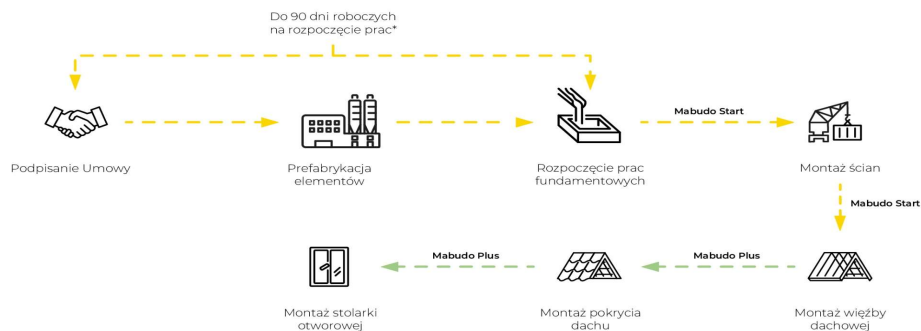 Do 90 dni roboczych
na rozpoczęcie prac*
Mabudo Start
Podpisanie Umowy
Prefabrykacja
elementów
Rozpoczęcie prac
fundamentowych
Montaż ścian
Mabudo Start
Mabudo Plus
Mabudo Plus
Montaż stolarki
otworowej
Montaż pokrycia
dachu
Montaż więźby
dachowej